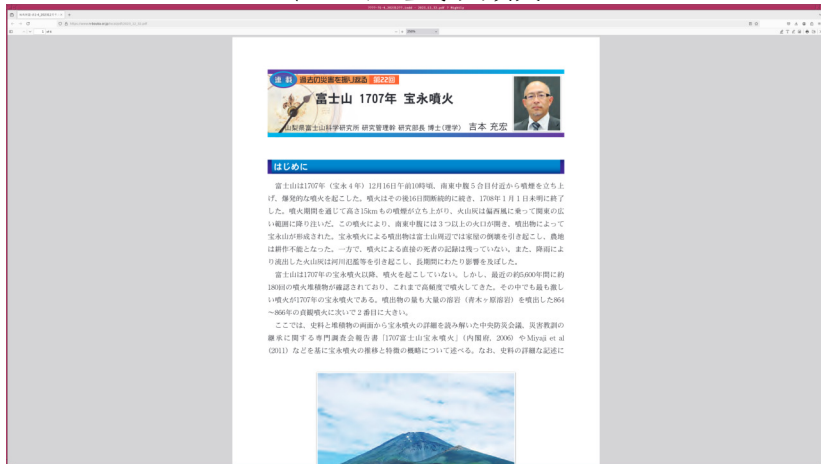 連載 過去の災害を振り返る 第22回
富士山 1707年 宝永噴火
山梨県富士山科学研究所 研究管理幹 研究部長 博士(理学) 吉本 充宏
はじめに
富士山は1707年(宝永4年)12月16日午前10時頃、南東中腹5合目付近から噴煙を立ち上
げ、爆発的な噴火を起こした。噴火はその後16日間断続的に続き、1708年1月1日未明に終了
した。噴火期間を通じて高さ15kmもの噴煙が立ち上がり、火山灰は偏西風に乗って関東の広
い範囲に降り注いだ。この噴火により、南東中腹には3つ以上の火口が開き、噴出物によって
宝永山が形成された。宝永噴火による噴出物は富士山周辺では家屋の倒壊を引き起こし、農地
は耕作不能となった。一方で、噴火による直接の死者の記録は残っていない。また、降雨によ
り流出した火山灰は河川氾濫等を引き起こし、長期間にわたり影響を及ぼした。
富士山は1707年の宝永噴火以降、噴火を起こしていない。しかし、最近の約5,600年間に約
180回の噴火堆積物が確認されており、これまで高頻度で噴火してきた。その中でも最も激し
い噴火が1707年の宝永噴火である。噴出物の量も大量の溶岩(青木ヶ原溶岩)を噴出した864
〜866年の貞観噴火に次いで2番目に大きい。
ここでは、史料と堆積物の両面から宝永噴火の詳細を読み解いた中央防災会議、災害教訓の
継承に関する専門調査会報告書「1707富士山宝永噴火」(内閣府, 2006)やMiyaji et al
(2011)などを基に宝永噴火の推移と特徴の概略について述べる。なお、史料の詳細な記述に